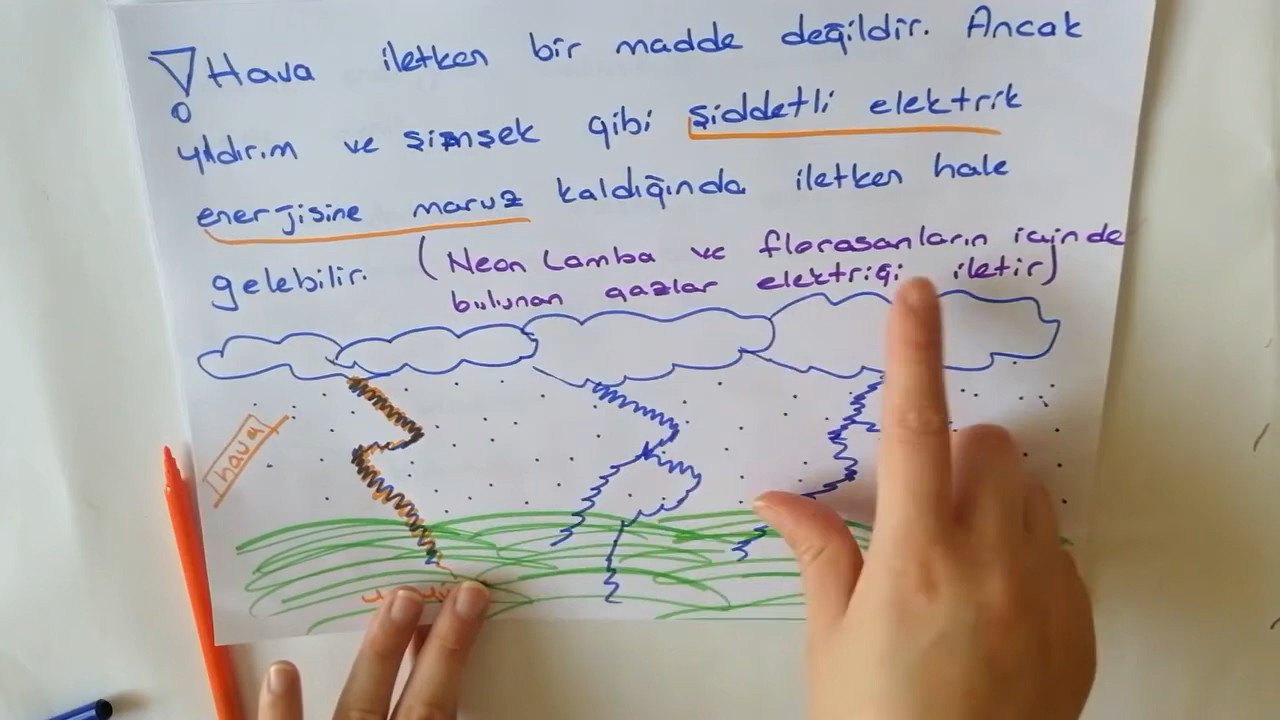 Hava iletken bir madde değildir. Ancak
yıldırım ve şimşek gibi şiddetli elektrik
enerjisine maruz kaldığında iletken hale
gelebilir. (Neon Lamba ve florasanların içinde
bulunan gazlar elektriği iletir)
hava